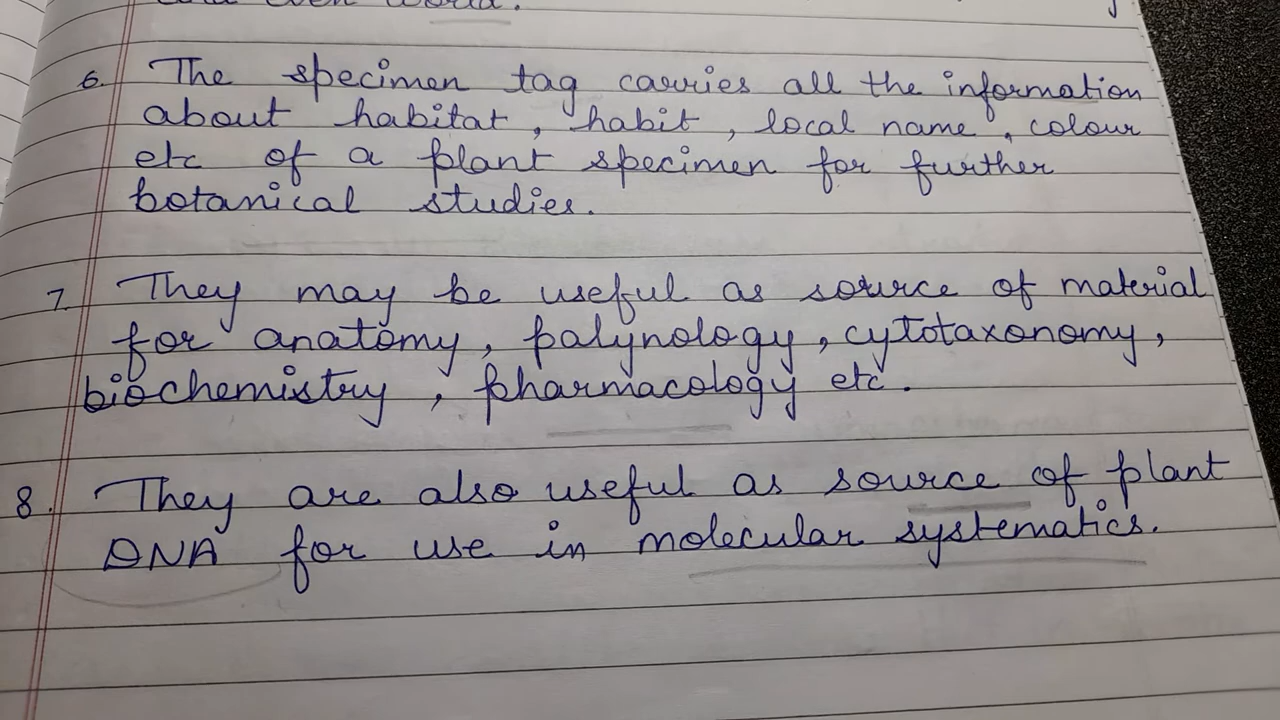 even world.
6. The specimen tag carries all the information
about habitat, habit, local name, colour
etc of a plant specimen for further
botanical studies.
7. They may be useful as source of material
for anatomy, palynology, cytotaxonomy,
biochemistry, pharmacology etc.
8. They are also useful as source of plant
DNA for use in molecular systematics.